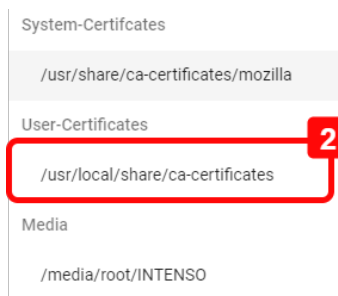 System-Certifcates
/usr/share/ca-certificates/mozilla
User-Certificates
2
/usr/local/share/ca-certificates
Media
/media/root/INTENSO